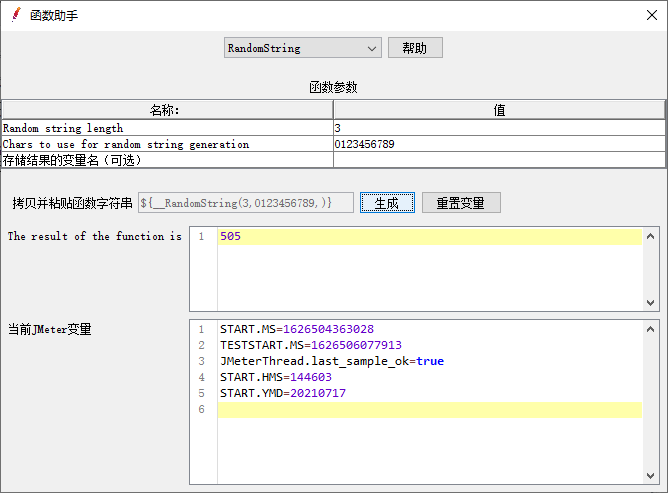 函数助手
RandomString 帮助
函数参数
名称: 值
Random string length 3
Chars to use for random string generation 0123456789
存储结果的变量名（可选）
拷贝并粘贴函数字符串 ${__RandomString(3,0123456789,)} 生成 重置变量
The result of the function is 1 505
当前JMeter变量 1 START.MS=1626504363028
2 TESTSTART.MS=1626506077913
3 JMeterThread.last_sample_ok=true
4 START.HMS=144603
5 START.YMD=20210717
6